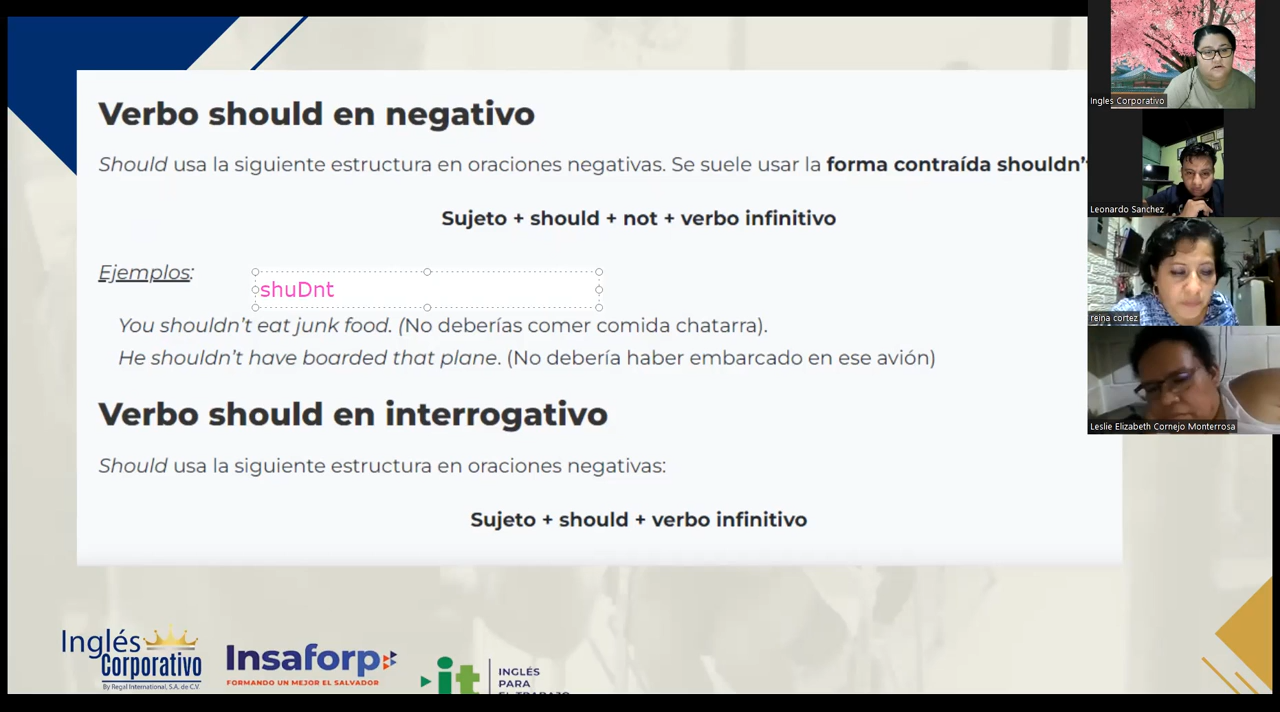 Verbo should en negativo
Should usa la siguiente estructura en oraciones negativas. Se suele usar la forma contraída shouldn't
Sujeto + should + not + verbo infinitivo
Ejemplos:
shuDnt
You shouldn't eat junk food. (No deberías comer comida chatarra).
He shouldn't have boarded that plane. (No debería haber embarcado en ese avión)
Verbo should en interrogativo
Should usa la siguiente estructura en oraciones negativas:
Sujeto + should + verbo infinitivo
Inglés
Corporativo
By Regal International, S.A. de C.V.
Insaforp
FORMANDO UN MEJOR EL SALVADOR
it
INGLÉS
PARA
EL TRABAJO
Ingles Corporativo
Leonardo Sanchez
reina cortez
Leslie Elizabeth Cornejo Monterrosa